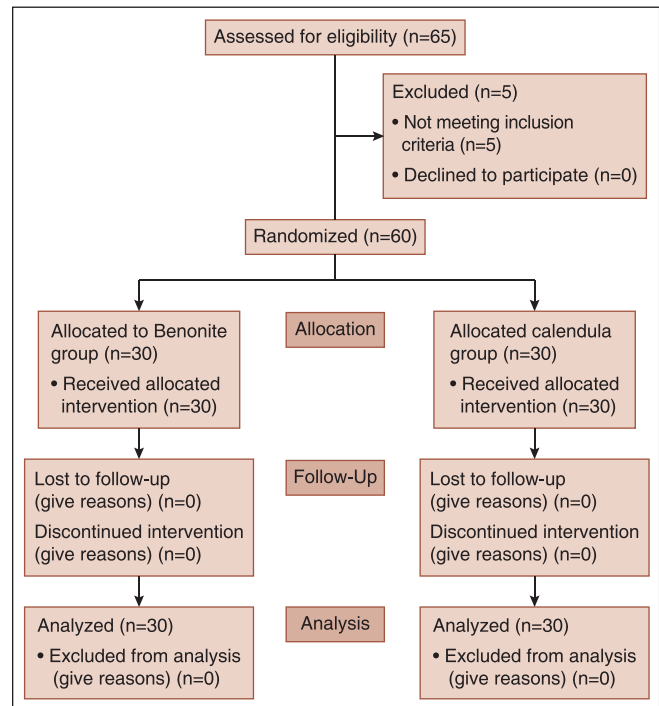 Assessed for eligibility (n=65)
Excluded (n=5)
• Not meeting inclusion
criteria (n=5)
• Declined to participate (n=0)
Randomized (n=60)
Allocation
Allocated to Benonite
group (n=30)
• Received allocated
intervention (n=30)
Allocated calendula
group (n=30)
• Received allocated
intervention (n=30)
Follow-Up
Lost to follow-up
(give reasons) (n=0)
Discontinued intervention
(give reasons) (n=0)
Lost to follow-up
(give reasons) (n=0)
Discontinued intervention
(give reasons) (n=0)
Analysis
Analyzed (n=30)
• Excluded from analysis
(give reasons) (n=0)
Analyzed (n=30)
• Excluded from analysis
(give reasons) (n=0)